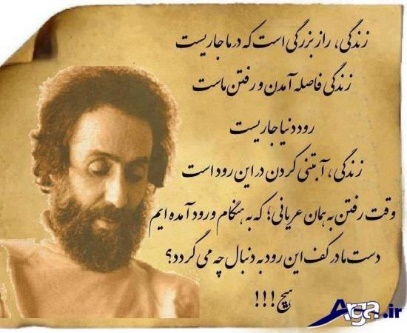 زندگی، راز بزرگی است که در ما جاریست
زندگی فاصله آمدن و رفتن ماست
رود دنیا جاریست
زندگی، آبتنی کردن در این رود است
وقت رفتن به همان عریانی؛ که به هنگام ورود آمده ایم
دست ما در کف این رود به دنبال چه می گردد؟
هیچ!!!
Arga.ir